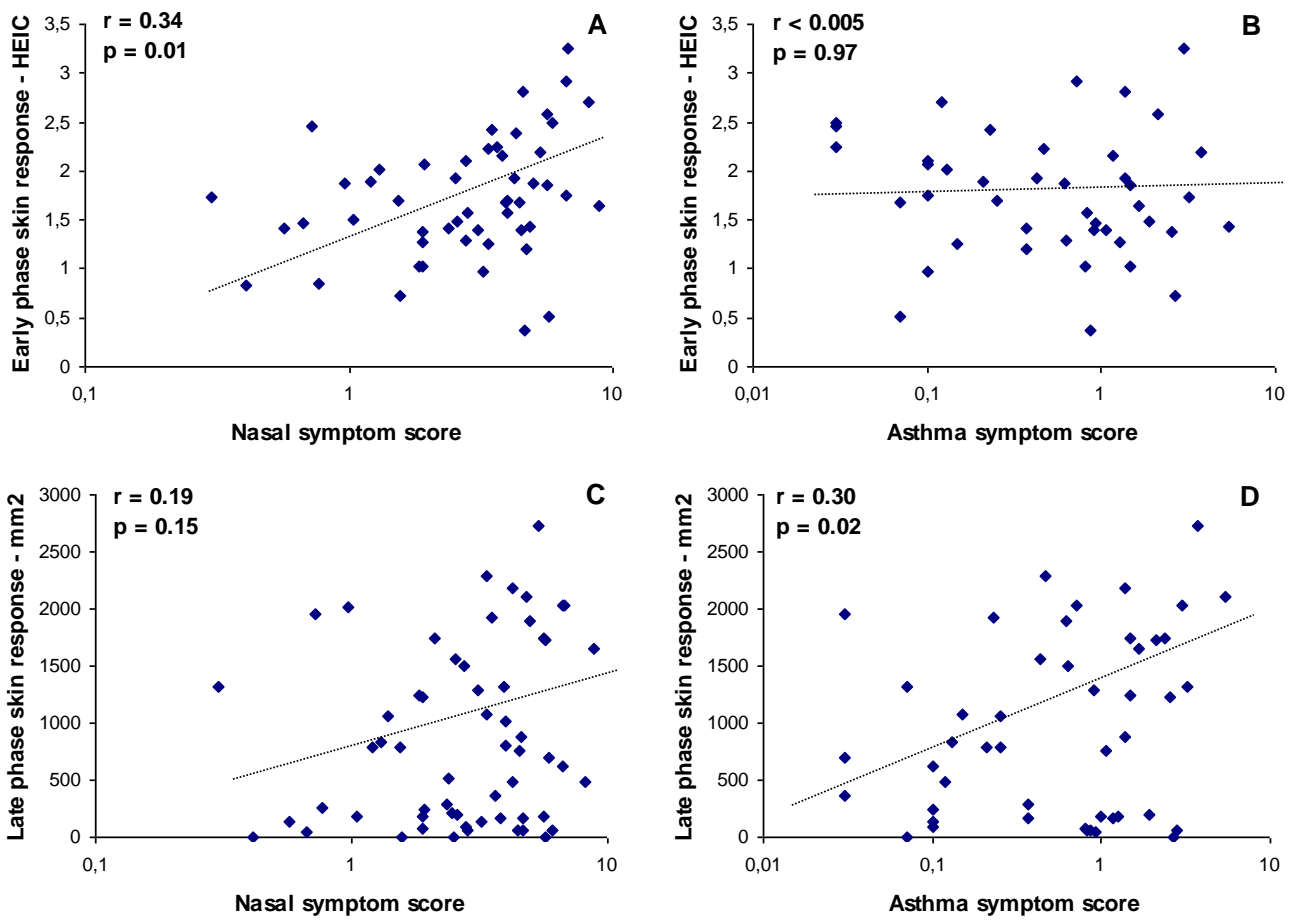 r = 0.34
p = 0.01
A
Early phase skin response - HEIC
3,5
3
2,5
2
1,5
1
0,5
0
0,1
1
10
Nasal symptom score
r < 0.005
p = 0.97
B
Early phase skin response - HEIC
3,5
3
2,5
2
1,5
1
0,5
0
0,01
0,1
1
10
Asthma symptom score
r = 0.19
p = 0.15
C
Late phase skin response - mm2
3000
2500
2000
1500
1000
500
0
0,1
1
10
Nasal symptom score
r = 0.30
p = 0.02
D
Late phase skin response - mm2
3000
2500
2000
1500
1000
500
0
0,01
0,1
1
10
Asthma symptom score